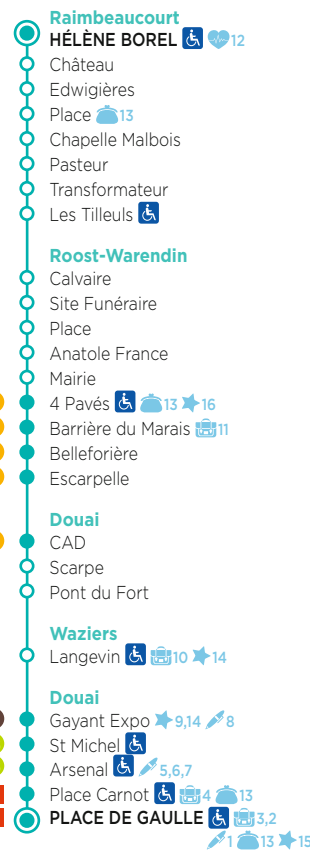 Raimbeaucourt
HÉLÈNE BOREL 12
Château
Edwigières
Place 13
Chapelle Malbois
Pasteur
Transformateur
Les Tilleuls
Roost-Warendin
Calvaire
Site Funéraire
Place
Anatole France
Mairie
4 Pavés 13 16
Barrière du Marais 11
Belleforière
Escarpelle
Douai
CAD
Scarpe
Pont du Fort
Waziers
Langevin 10 14
Douai
Gayant Expo 9,14 8
St Michel
Arsenal 5,6,7
Place Carnot 4 13
PLACE DE GAULLE 3,2
1 13 15